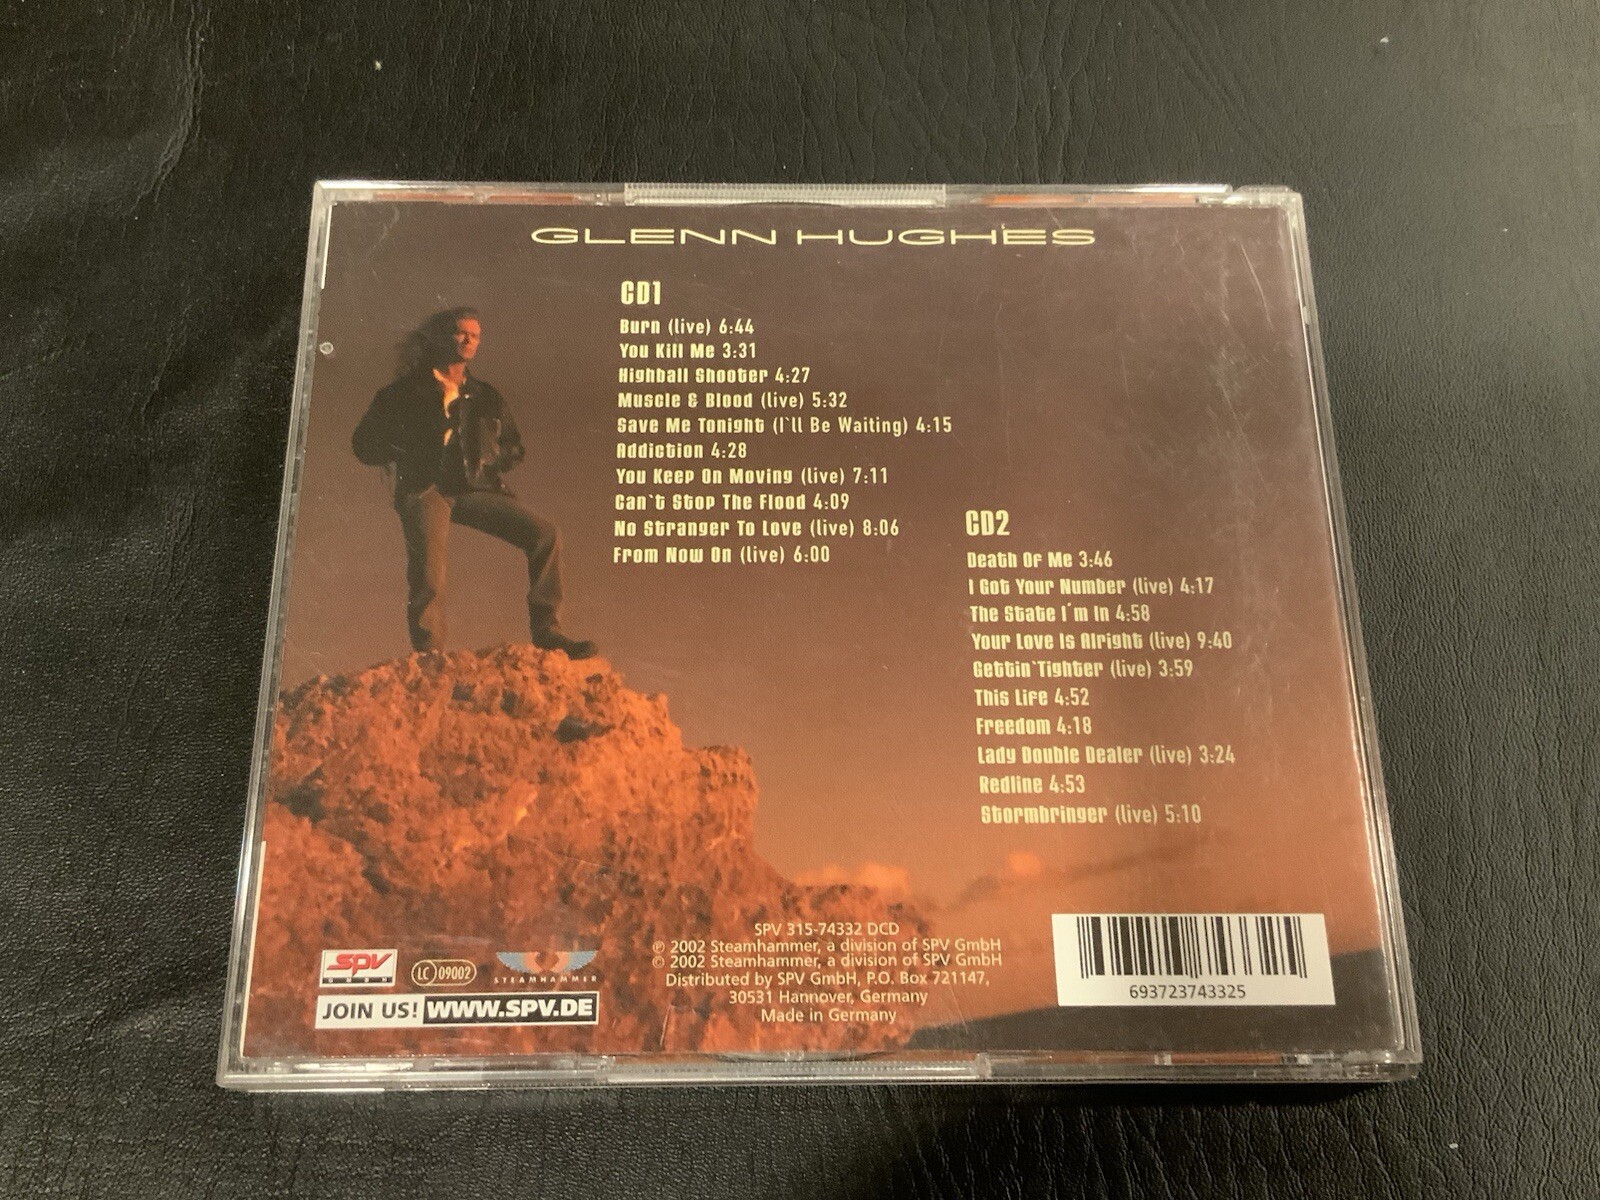 GLENN HUGHES
CD1
Burn (live) 6:44
You Kill Me 3:31
Highball Shooter 4:27
Muscle & Blood (live) 5:32
Save Me Tonight (I`ll Be Waiting) 4:15
Addiction 4:28
You Keep On Moving (live) 7:11
Can`t Stop The Flood 4:09
No Stranger To Love (live) 8:06
From Now On (live) 6:00
CD2
Death Of Me 3:46
I Got Your Number (live) 4:17
The State I´m In 4:58
Your Love Is Alright (live) 9:40
Gettin`Tighter (live) 3:59
This Life 4:52
Freedom 4:18
Lady Double Dealer (live) 3:24
Redline 4:53
Stormbringer (live) 5:10
SPV
GMBH
LC 09002
STEAMHAMMER
JOIN US! WWW.SPV.DE
SPV 315-74332 DCD
℗ 2002 Steamhammer, a division of SPV GmbH
© 2002 Steamhammer, a division of SPV GmbH
Distributed by SPV GmbH, P.O. Box 721147,
30531 Hannover, Germany
Made in Germany
693723743325